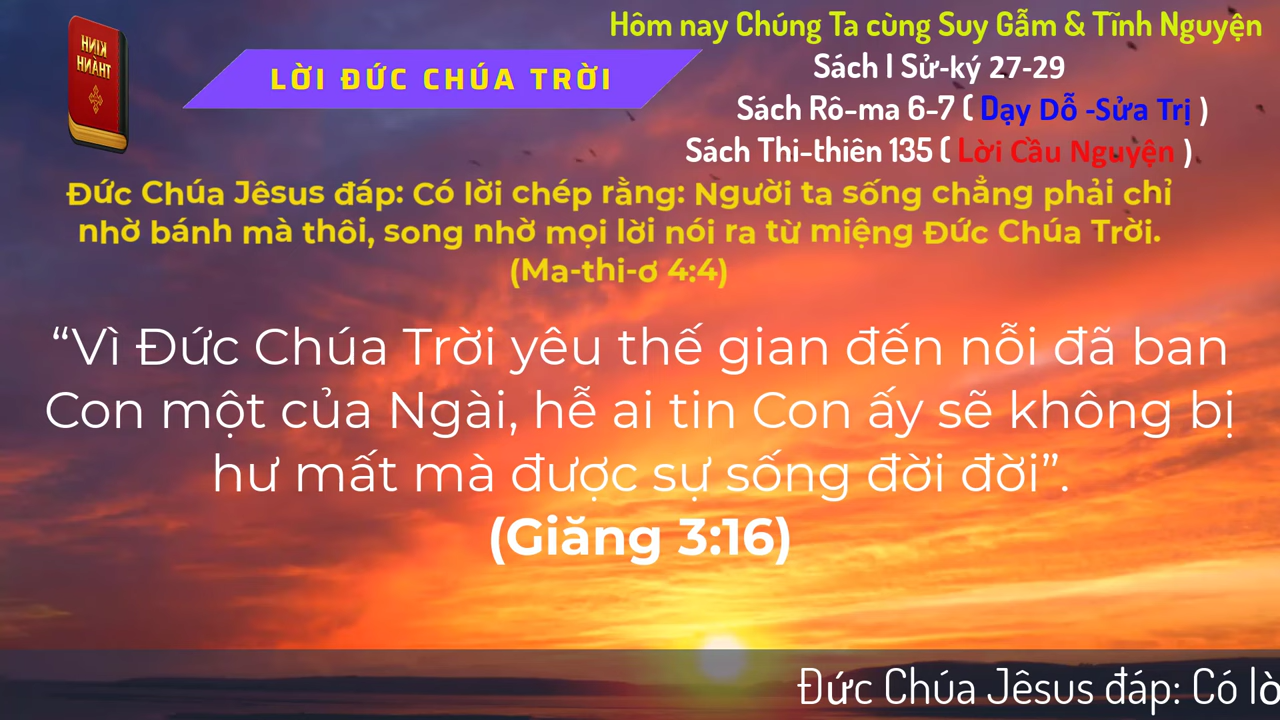 KINH
THÁNH
LỜI ĐỨC CHÚA TRỜI
Hôm nay Chúng Ta cùng Suy Gẫm & Tĩnh Nguyện
Sách I Sử-ký 27-29
Sách Rô-ma 6-7 ( Dạy Dỗ -Sửa Trị )
Sách Thi-thiên 135 ( Lời Cầu Nguyện )
Đức Chúa Jêsus đáp: Có lời chép rằng: Người ta sống chẳng phải chỉ
nhờ bánh mà thôi, song nhờ mọi lời nói ra từ miệng Đức Chúa Trời.
(Ma-thi-ơ 4:4)
“Vì Đức Chúa Trời yêu thế gian đến nỗi đã ban
Con một của Ngài, hễ ai tin Con ấy sẽ không bị
hư mất mà được sự sống đời đời”.
(Giăng 3:16)
Đức Chúa Jêsus đáp: Có lờ